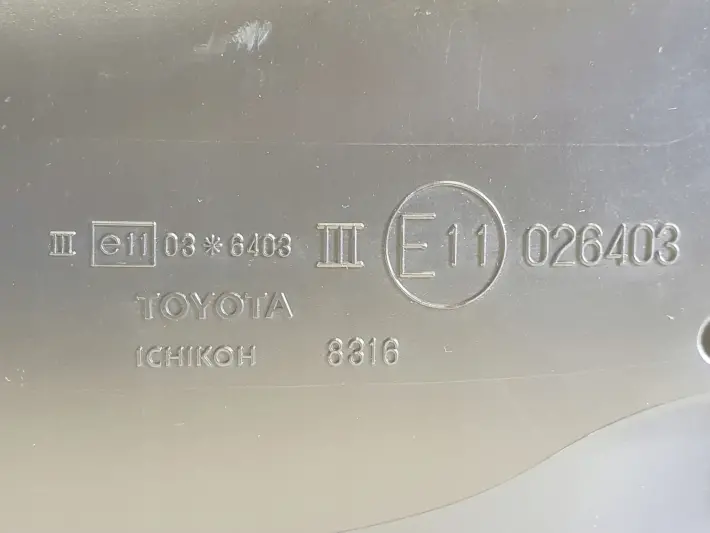 III e11 03*6403 III E11 026403
TOYOTA
ICHIKOH 8316